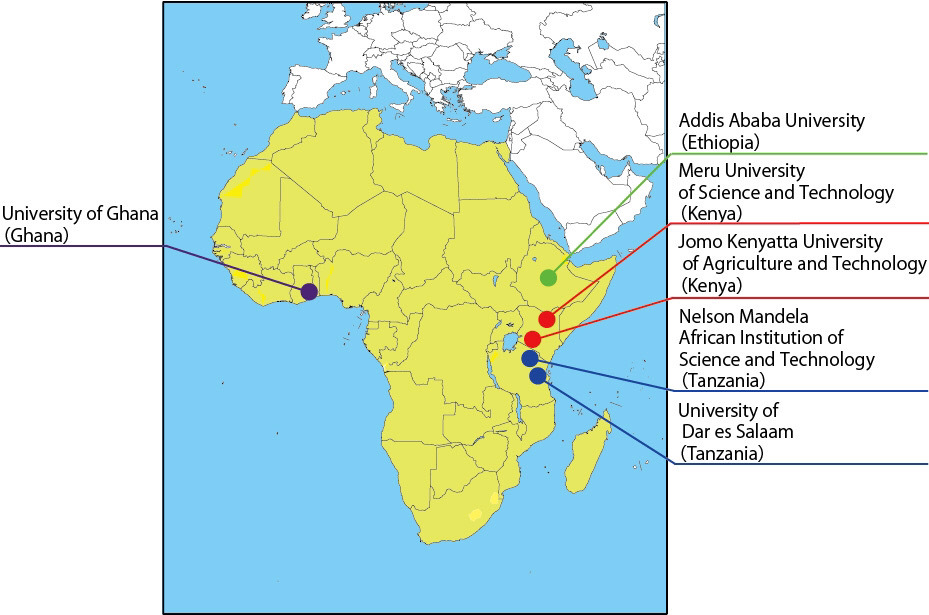 University of Ghana
(Ghana)
Addis Ababa University
(Ethiopia)
Meru University
of Science and Technology
(Kenya)
Jomo Kenyatta University
of Agriculture and Technology
(Kenya)
Nelson Mandela
African Institution of
Science and Technology
(Tanzania)
University of
Dar es Salaam
(Tanzania)